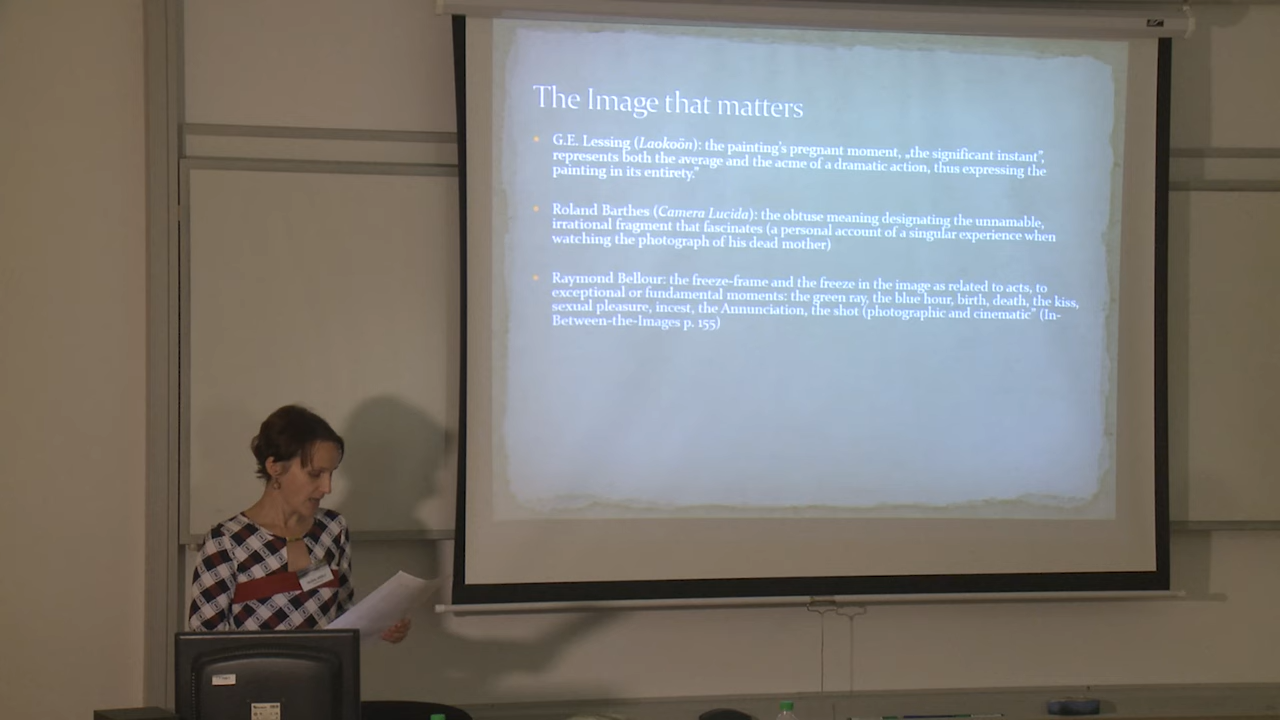 The Image that matters
G.E. Lessing (Laokoön): the painting's pregnant moment, „the significant instant",
represents both the average and the acme of a dramatic action, thus expressing the
painting in its entirety."
Roland Barthes (Camera Lucida): the obtuse meaning designating the unnamable,
irrational fragment that fascinates (a personal account of a singular experience when
watching the photograph of his dead mother)
Raymond Bellour: the freeze-frame and the freeze in the image as related to acts, to
exceptional or fundamental moments: the green ray, the blue hour, birth, death, the kiss,
sexual pleasure, incest, the Annunciation, the shot (photographic and cinematic" (In-
Between-the-Images p. 155)